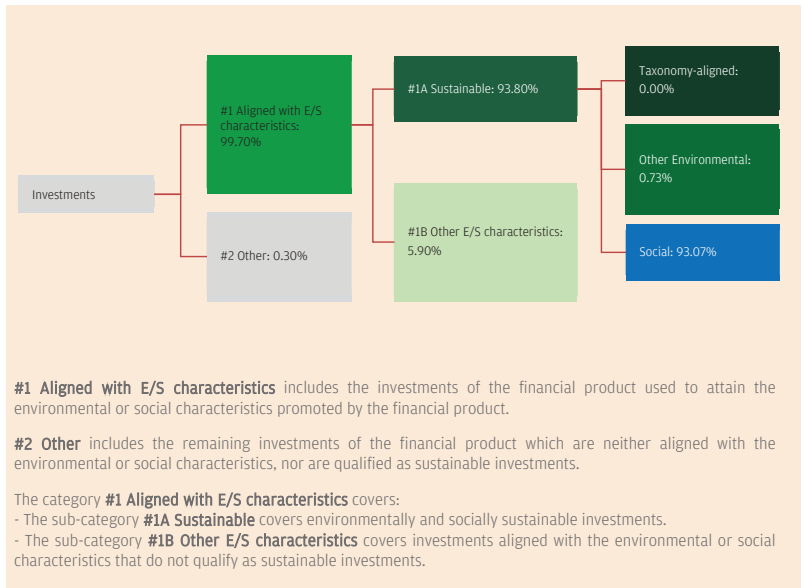 Investments
#1 Aligned with E/S
characteristics:
99.70%
#2 Other: 0.30%
#1A Sustainable: 93.80%
#1B Other E/S characteristics:
5.90%
Taxonomy-aligned:
0.00%
Other Environmental:
0.73%
Social: 93.07%
#1 Aligned with E/S characteristics includes the investments of the financial product used to attain the
environmental or social characteristics promoted by the financial product.
#2 Other includes the remaining investments of the financial product which are neither aligned with the
environmental or social characteristics, nor are qualified as sustainable investments.
The category #1 Aligned with E/S characteristics covers:
- The sub-category #1A Sustainable covers environmentally and socially sustainable investments.
- The sub-category #1B Other E/S characteristics covers investments aligned with the environmental or social
characteristics that do not qualify as sustainable investments.